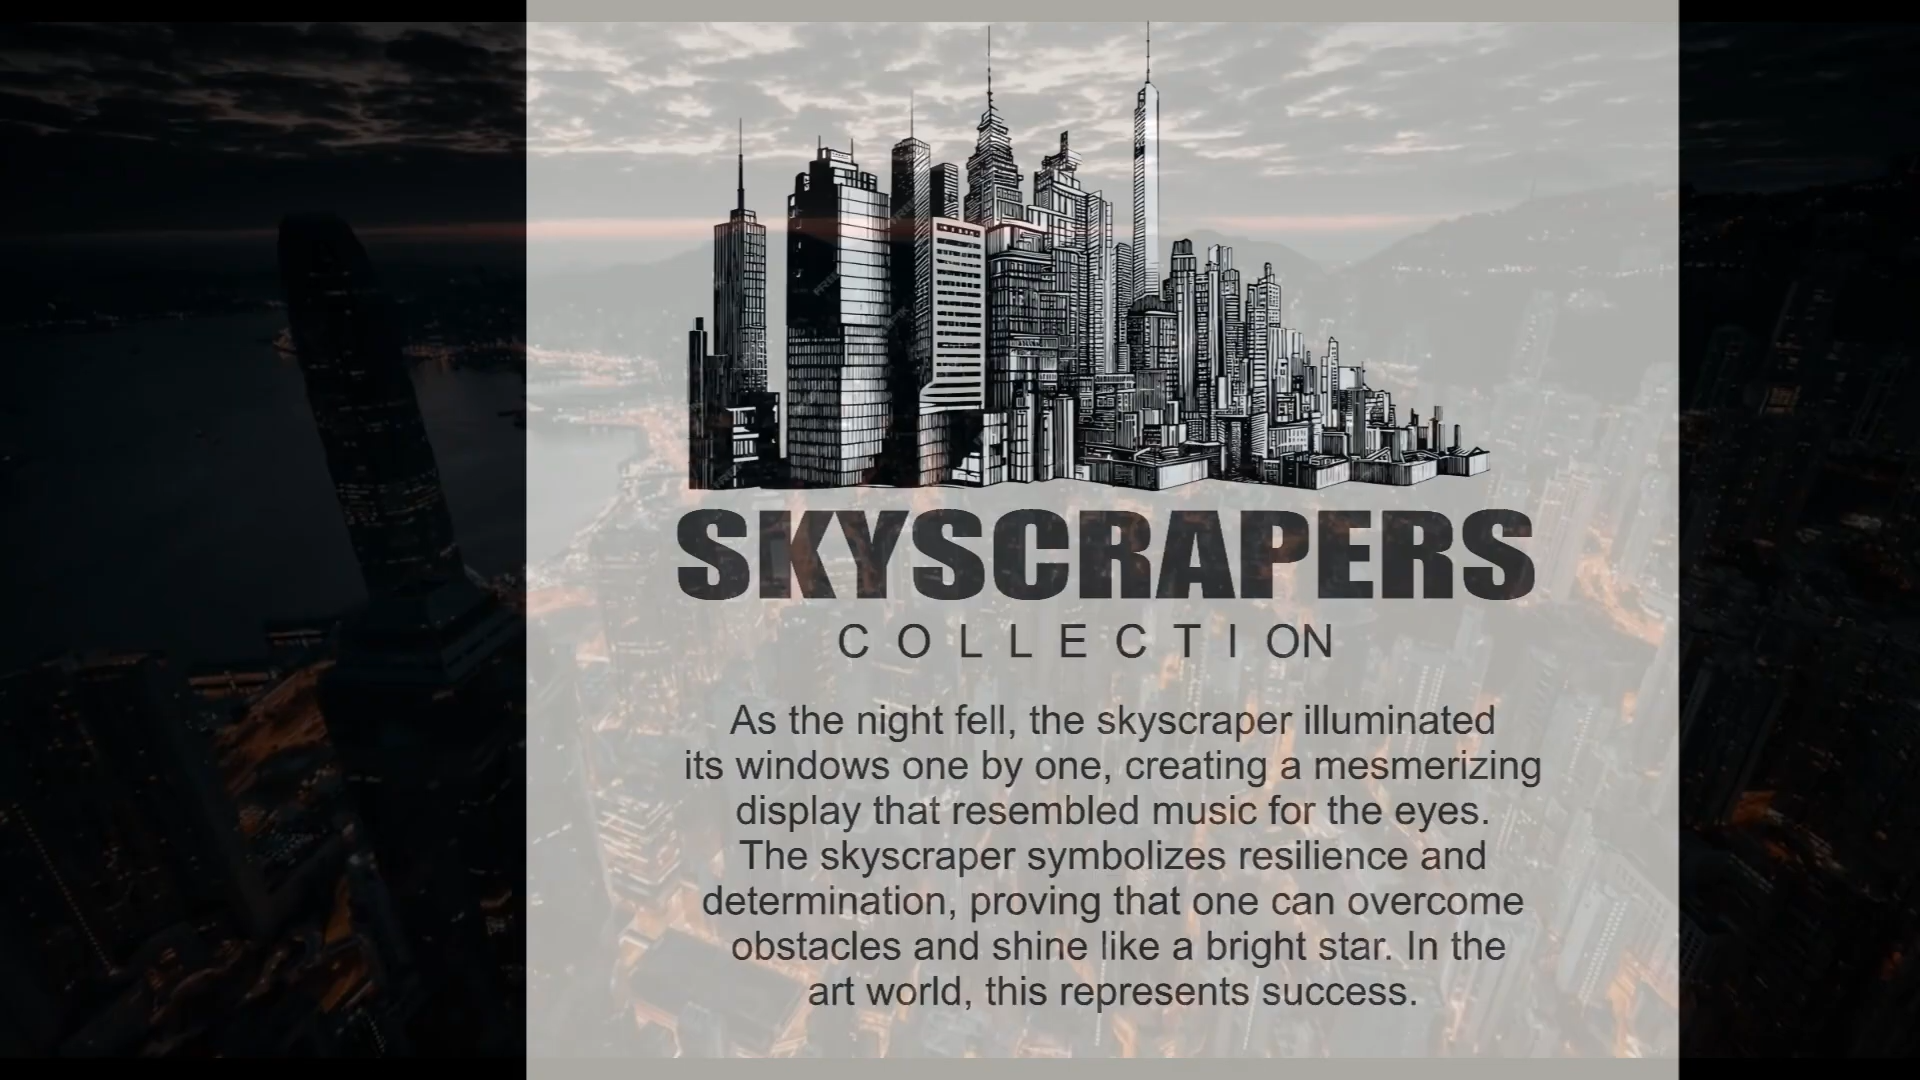 SKYSCRAPERS
COLLECTION
As the night fell, the skyscraper illuminated
its windows one by one, creating a mesmerizing
display that resembled music for the eyes.
The skyscraper symbolizes resilience and
determination, proving that one can overcome
obstacles and shine like a bright star. In the
art world, this represents success.